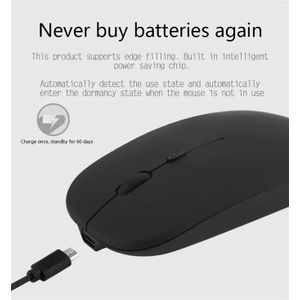 Never buy batteries again
This product supports edge filling. Built in intelligent
power saving chip.
Automatically detect the use state and automatically
enter the dormancy state when the mouse is not in use
Charge once, standby for 60 days